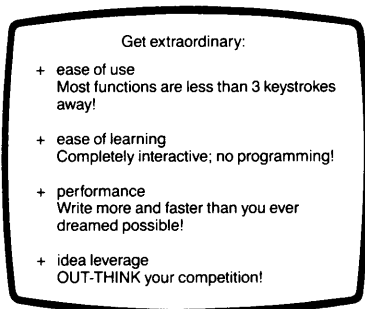 Get extraordinary:
+ ease of use
Most functions are less than 3 keystrokes
away!
+ ease of learning
Completely interactive; no programming!
+ performance
Write more and faster than you ever
dreamed possible!
+ idea leverage
OUT-THINK your competition!